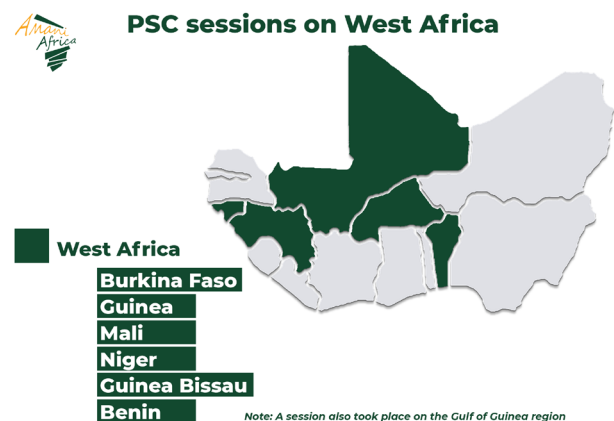 PSC sessions on West Africa
Amani
Africa
West Africa
Burkina Faso
Guinea
Mali
Niger
Guinea Bissau
Benin
Note: A session also took place on the Gulf of Guinea region